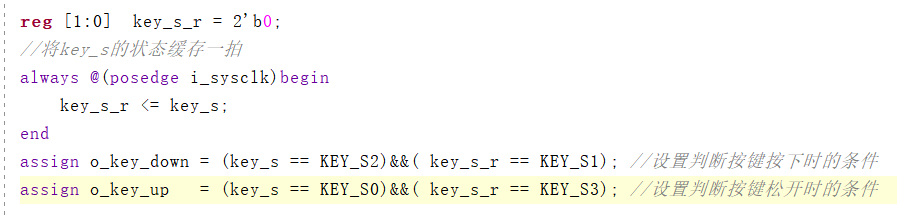 reg [1:0]  key_s_r = 2'b0;
//将key_s的状态缓存一拍
always @(posedge i_sysclk)begin
    key_s_r <= key_s;
end
assign o_key_down = (key_s == KEY_S2)&&( key_s_r == KEY_S1); //设置判断按键按下时的条件
assign o_key_up   = (key_s == KEY_S0)&&( key_s_r == KEY_S3); //设置判断按键松开时的条件